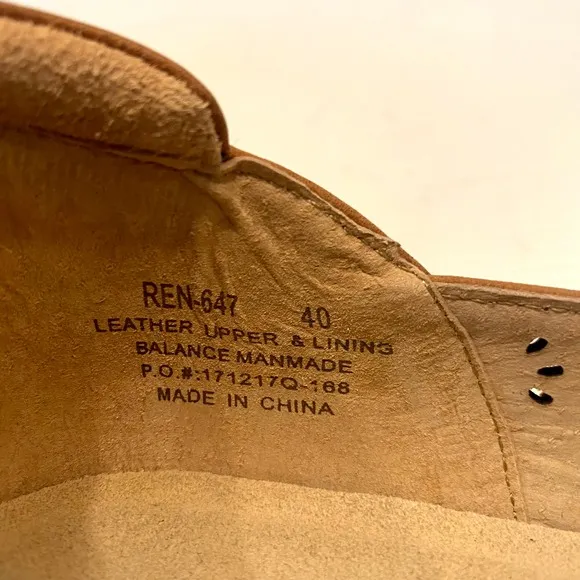 REN-647 40
LEATHER UPPER & LINING
BALANCE MANMADE
P.O.#:171217Q-168
MADE IN CHINA